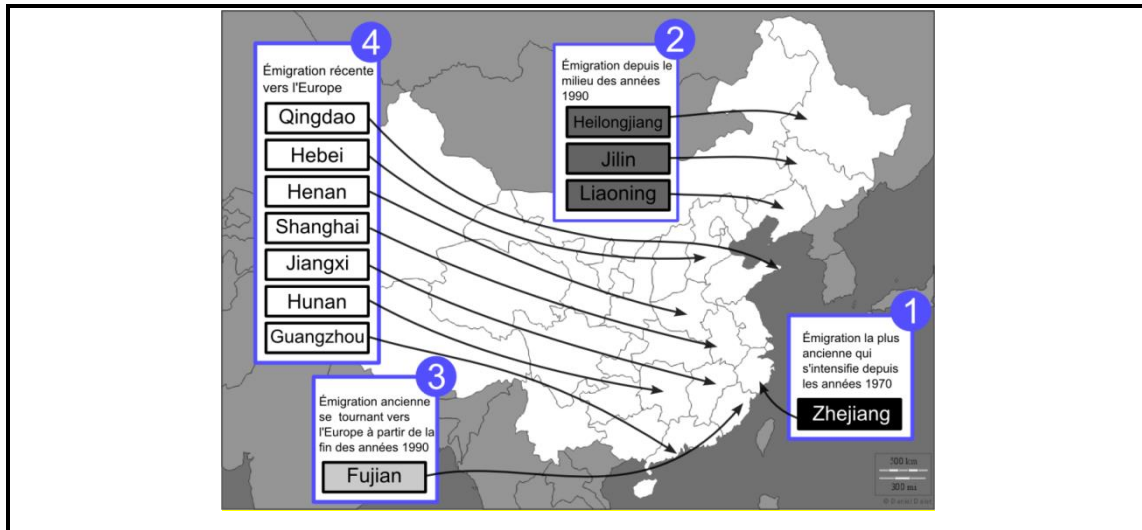 4
Émigration récente
vers l'Europe
Qingdao
Hebei
Henan
Shanghai
Jiangxi
Hunan
Guangzhou
2
Émigration depuis le
milieu des années
1990
Heilongjiang
Jilin
Liaoning
1
Émigration la plus
ancienne qui
s'intensifie depuis
les années 1970
Zhejiang
3
Émigration ancienne
se tournant vers
l'Europe à partir de la
fin des années 1990
Fujian
500 km
300 mi